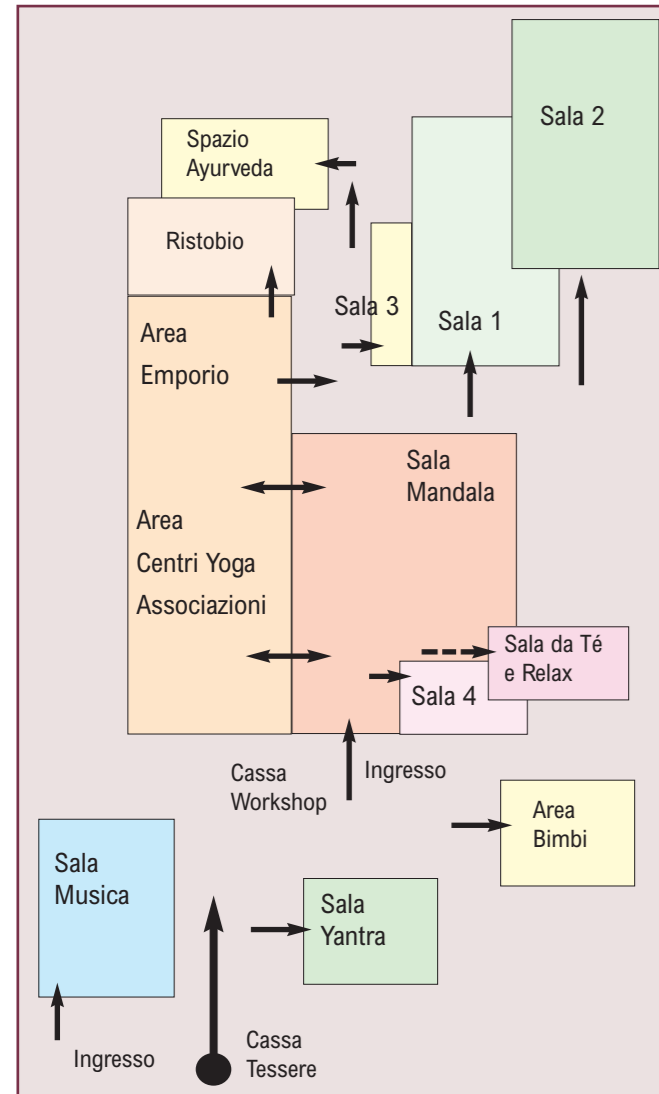 Sala 2
Spazio
Ayurveda
Ristobio
Sala 3
Sala 1
Area
Emporio
Sala
Mandala
Area
Centri Yoga
Associazioni
Sala da Té
e Relax
Sala 4
Cassa
Workshop
Ingresso
Area
Bimbi
Sala
Musica
Sala
Yantra
Ingresso
Cassa
Tessere